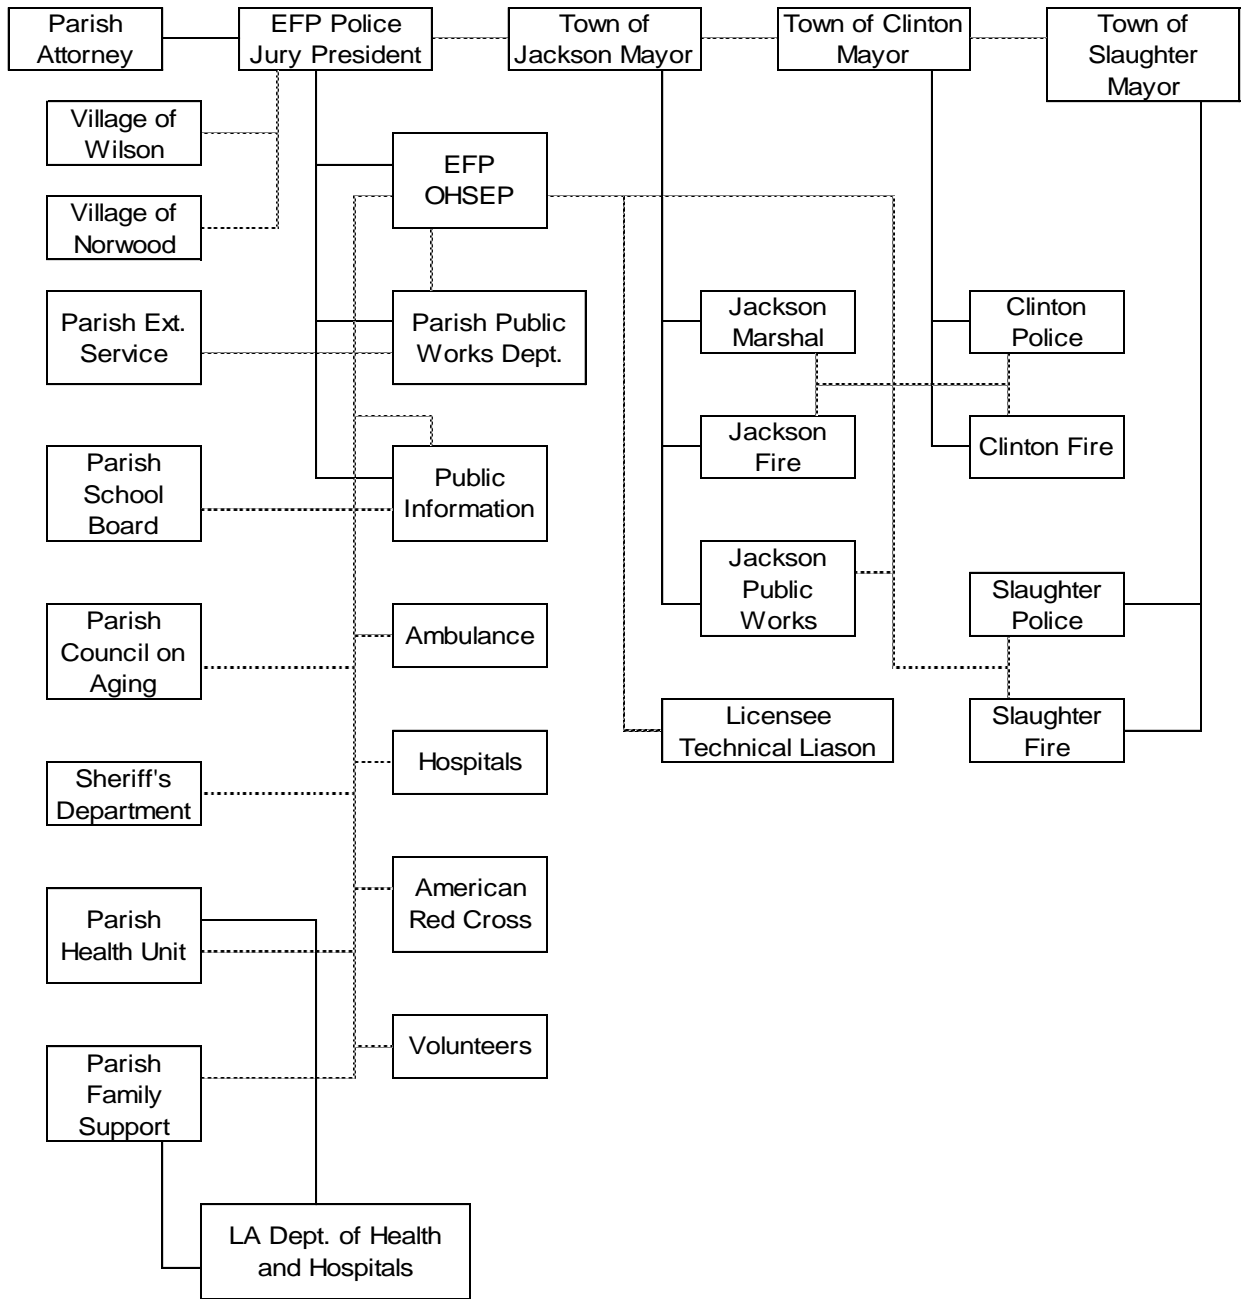 Parish
Attorney
EFP Police
Jury President
Town of
Jackson Mayor
Town of Clinton
Mayor
Town of
Slaughter
Mayor
Village of
Wilson
EFP
OHSEP
Village of
Norwood
Parish Ext.
Service
Parish Public
Works Dept.
Jackson
Marshal
Clinton
Police
Parish
School
Board
Public
Information
Jackson
Fire
Clinton Fire
Jackson
Public
Works
Slaughter
Police
Parish
Council on
Aging
Ambulance
Licensee
Technical Liason
Slaughter
Fire
Sheriff's
Department
Hospitals
Parish
Health Unit
American
Red Cross
Parish
Family
Support
Volunteers
LA Dept. of Health
and Hospitals